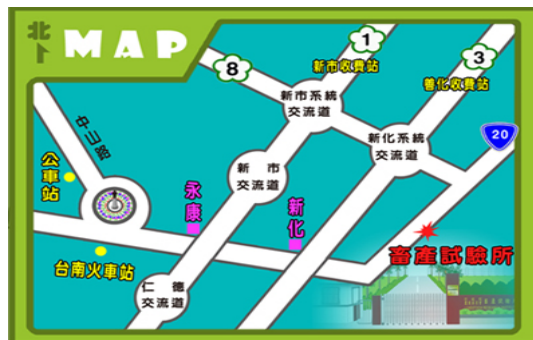 北
MAP
1
3
8
新市收費站
善化收費站
新市系統
交流道
新化系統
交流道
20
中山路
公車站
新市
交流道
永康
新化
台南火車站
畜產試驗所
仁德
交流道